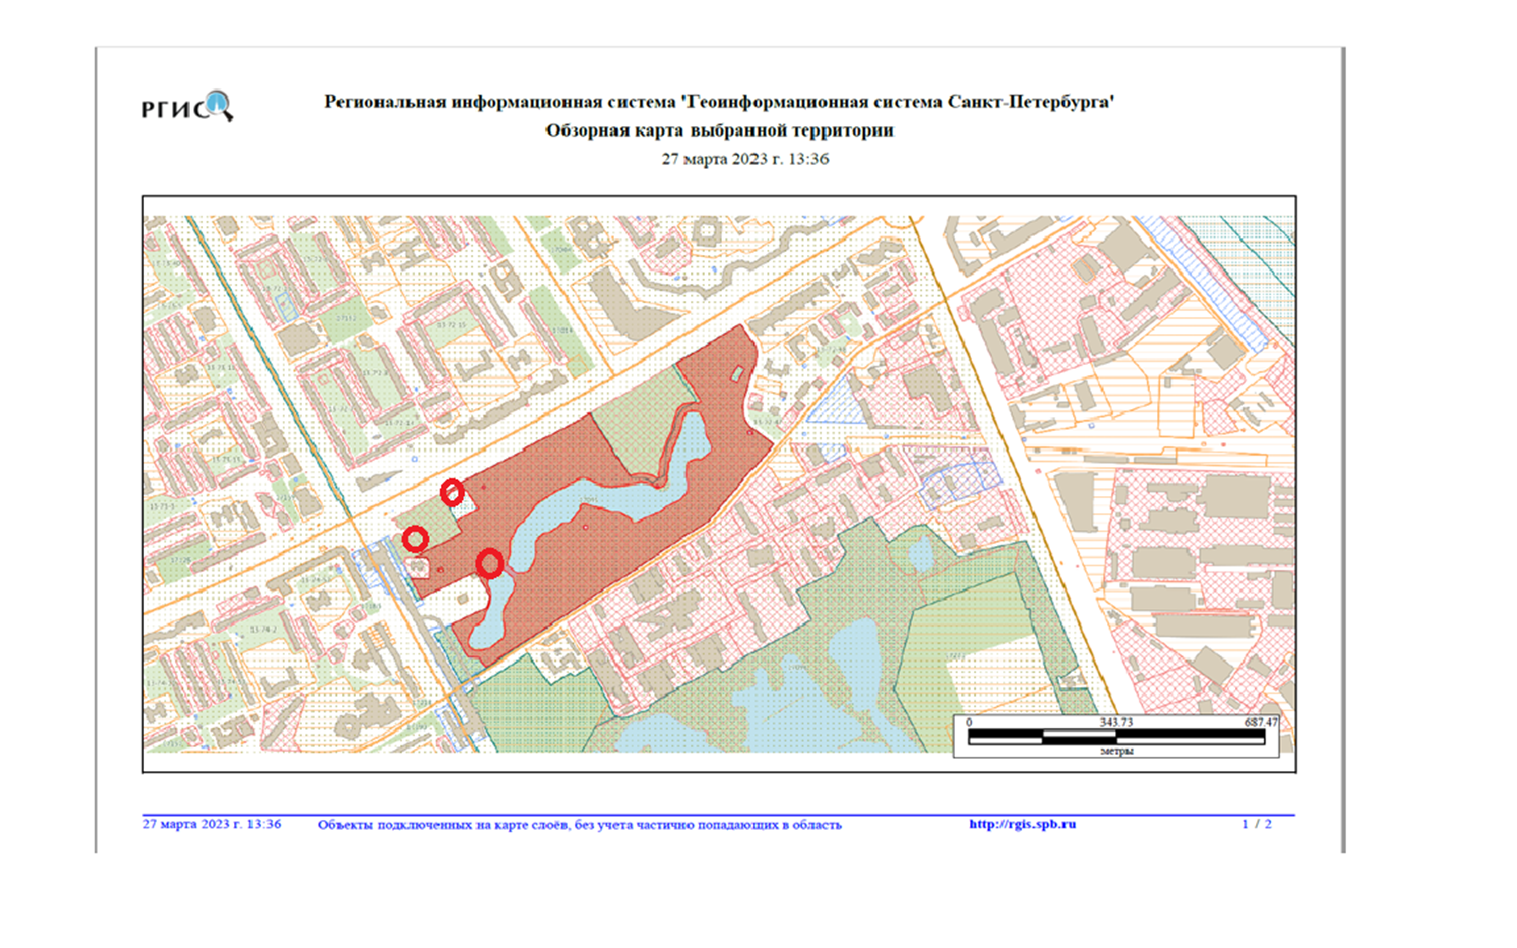 РГИС
Региональная информационная система "Геоинформационная система Санкт-Петербурга"
Обзорная карта выбранной территории
27 марта 2023 г. 13:36
0 343.73 687.47
метры
27 марта 2023 г. 13:36 Объекты подключенных на карте слоёв, без учета частично попадающих в область http://rgis.spb.ru 1 / 2